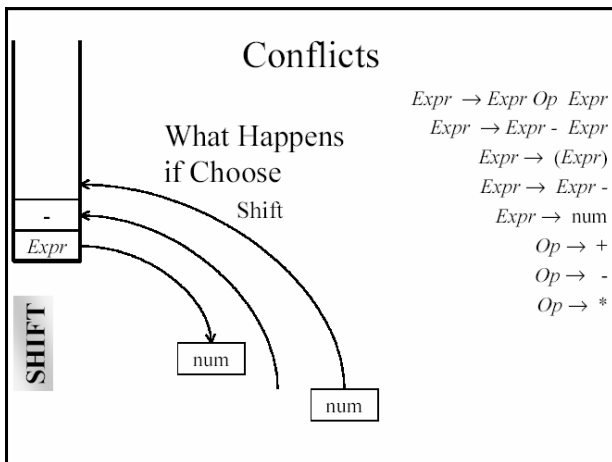 Conflicts
Expr → Expr Op Expr
Expr → Expr - Expr
Expr → (Expr)
Expr → Expr -
Expr → num
Op → +
Op → -
Op → *
What Happens
if Choose
Shift
-
Expr
SHIFT
num
num